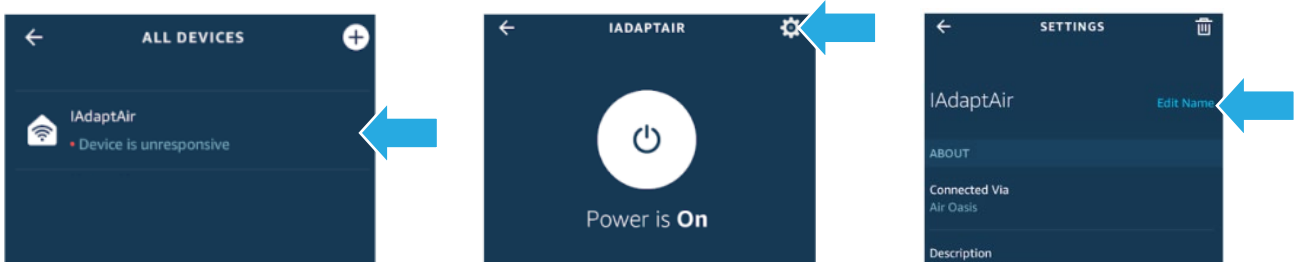 ALL DEVICES
IAdaptAir
• Device is unresponsive
IADAPTAIR
Power is On
SETTINGS
IAdaptAir
Edit Name
ABOUT
Connected Via
Air Oasis
Description